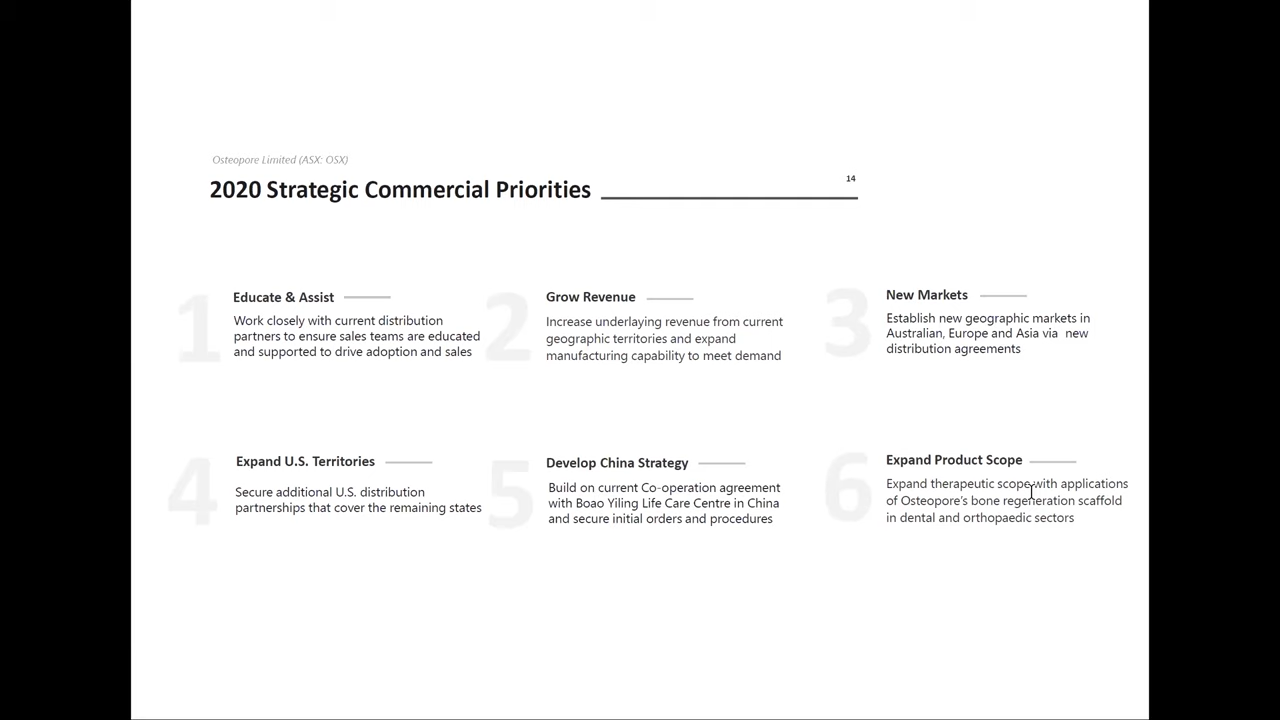 Osteopore Limited (ASX: OSX)
2020 Strategic Commercial Priorities
14
1
Educate & Assist
Work closely with current distribution
partners to ensure sales teams are educated
and supported to drive adoption and sales
2
Grow Revenue
Increase underlaying revenue from current
geographic territories and expand
manufacturing capability to meet demand
3
New Markets
Establish new geographic markets in
Australian, Europe and Asia via  new
distribution agreements
4
Expand U.S. Territories
Secure additional U.S. distribution
partnerships that cover the remaining states
5
Develop China Strategy
Build on current Co-operation agreement
with Boao Yiling Life Care Centre in China
and secure initial orders and procedures
6
Expand Product Scope
Expand therapeutic scope with applications
of Osteopore's bone regeneration scaffold
in dental and orthopaedic sectors